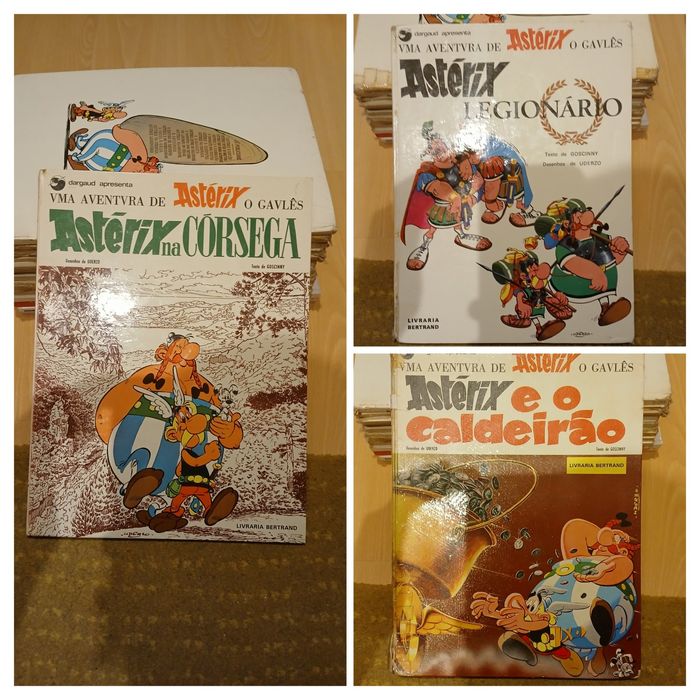 dargaud apresenta
VMA AVENTVRA DE Astérix O GAVLÊS
Astérix na CÓRSEGA
Desenhos de UDERZO
Texto de GOSCINNY
LIVRARIA BERTRAND
dargaud apresenta
VMA AVENTVRA DE Astérix O GAVLÊS
Astérix
LEGIONÁRIO
Texto de GOSCINNY
Desenhos de UDERZO
LIVRARIA
BERTRAND
VMA AVENTVRA DE Astérix O GAVLÊS
Astérix e o
caldeirão
Desenhos de UDERZO
Texto de GOSCINNY
LIVRARIA BERTRAND